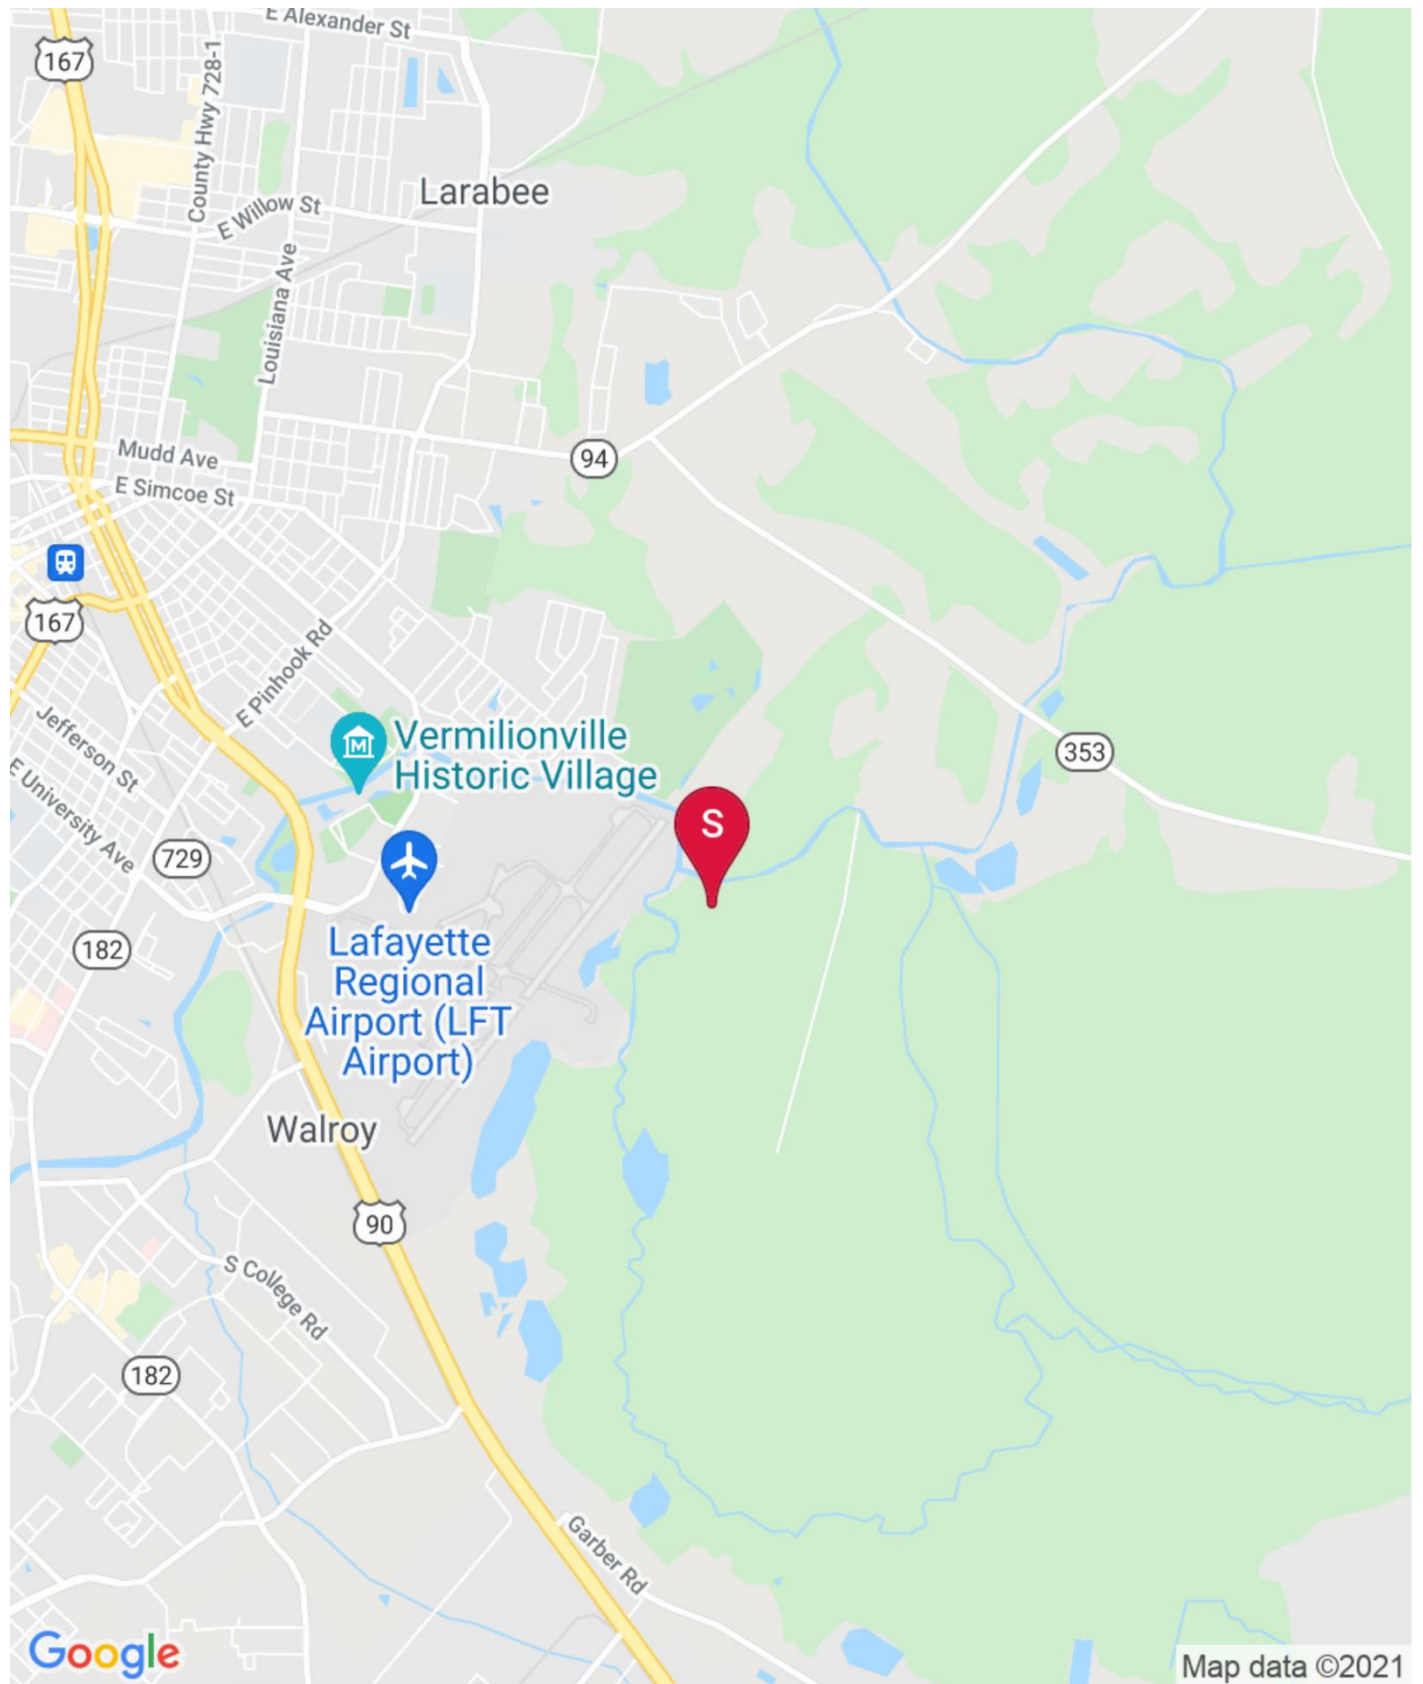 E Alexander St
167
County Hwy 728-1
Larabee
E Willow St
Louisiana Ave
Mudd Ave
94
E Simcoe St
167
E Pinhook Rd
Jefferson St
Vermilionville
Historic Village
353
E University Ave
S
729
182
Lafayette
Regional
Airport (LFT
Airport)
Walroy
90
S College Rd
182
Garber Rd
Google
Map data ©2021
M